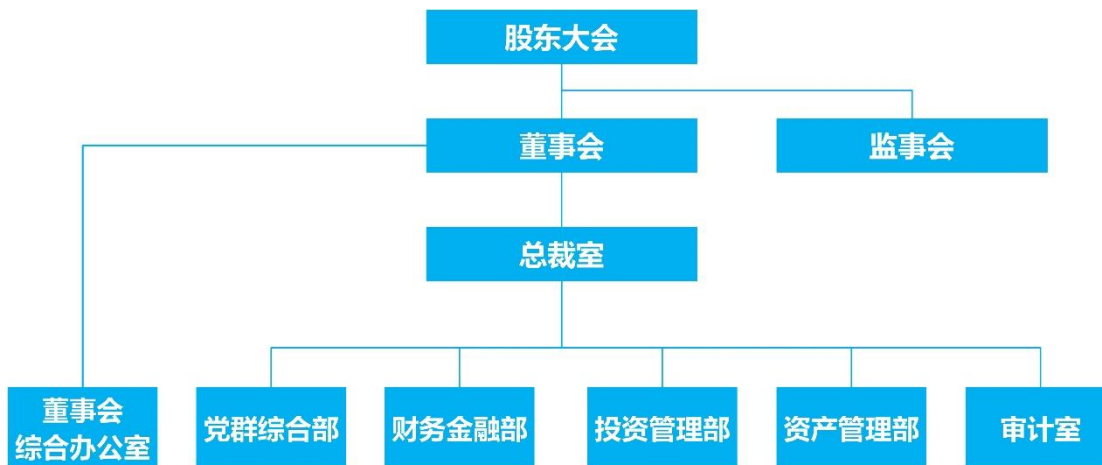 股东大会
董事会
监事会
总裁室
董事会
综合办公室
党群综合部
财务金融部
投资管理部
资产管理部
审计室